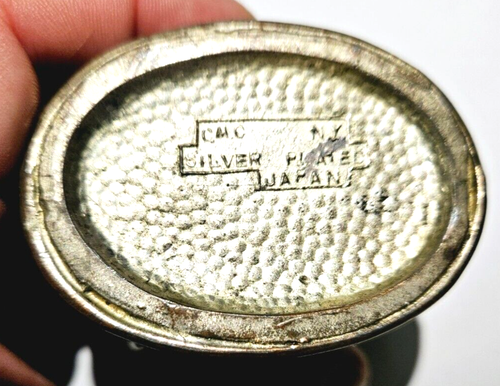 CMC N.Y.
SILVER PLATED
JAPAN